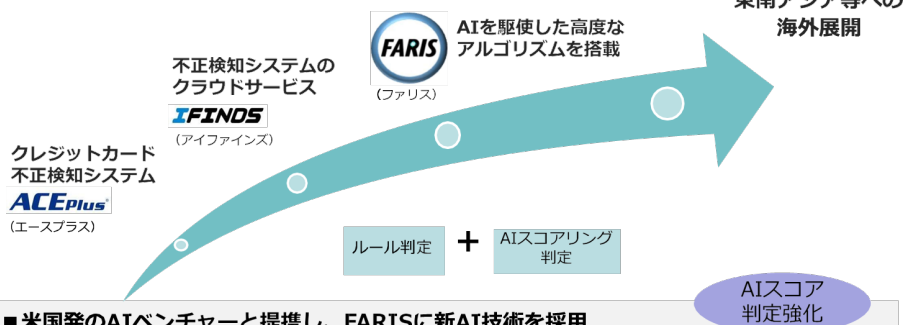 東南アジア等への
海外展開
FARIS
AIを駆使した高度な
アルゴリズムを搭載
(ファリス)
不正検知システムの
クラウドサービス
IFINDS
(アイファインズ)
クレジットカード
不正検知システム
ACEPlus
(エースプラス)
ルール判定
+
AIスコアリング
判定
AIスコア
判定強化
■米国発のAIベンチャーと提携し、FARISに新AI技術を採用